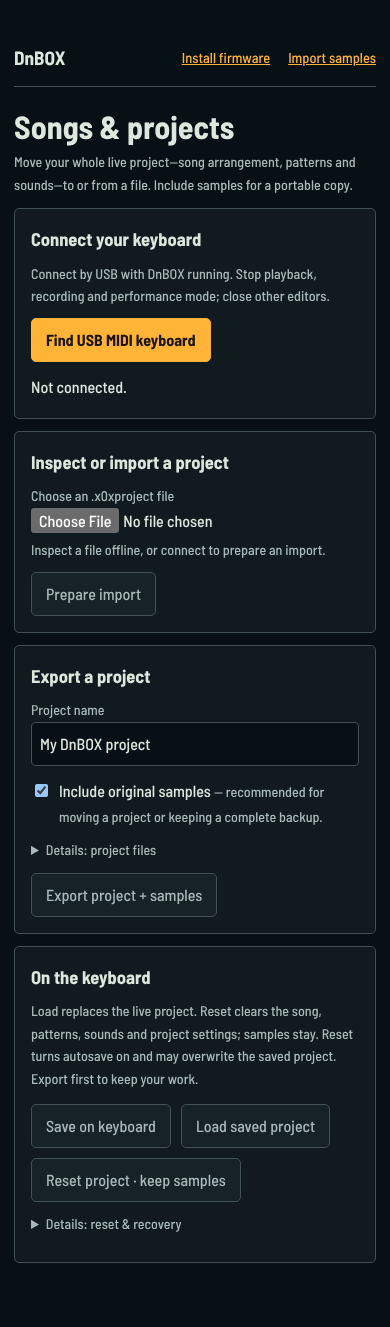 DnBOX
Install firmware
Import samples
Songs & projects
Move your whole live project—song arrangement, patterns and
sounds—to or from a file. Include samples for a portable copy.
Connect your keyboard
Connect by USB with DnBOX running. Stop playback,
recording and performance mode; close other editors.
Find USB MIDI keyboard
Not connected.
Inspect or import a project
Choose an .x0xproject file
Choose File No file chosen
Inspect a file offline, or connect to prepare an import.
Prepare import
Export a project
Project name
My DnBOX project
Include original samples — recommended for
moving a project or keeping a complete backup.
Details: project files
Export project + samples
On the keyboard
Load replaces the live project. Reset clears the song,
patterns, sounds and project settings; samples stay. Reset
turns autosave on and may overwrite the saved project.
Export first to keep your work.
Save on keyboard
Load saved project
Reset project · keep samples
Details: reset & recovery